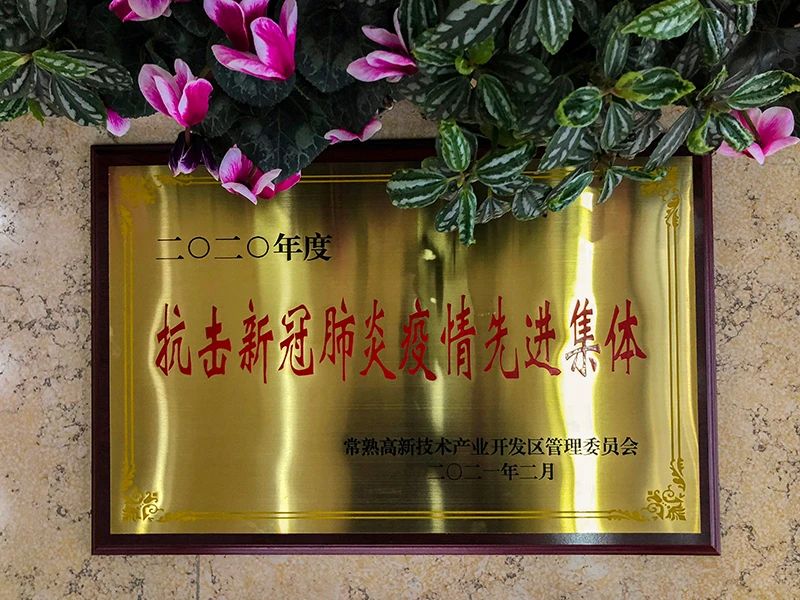 二〇二〇年度
抗击新冠肺炎疫情先进集体
常熟高新技术产业开发区管理委员会
二〇二一年二月